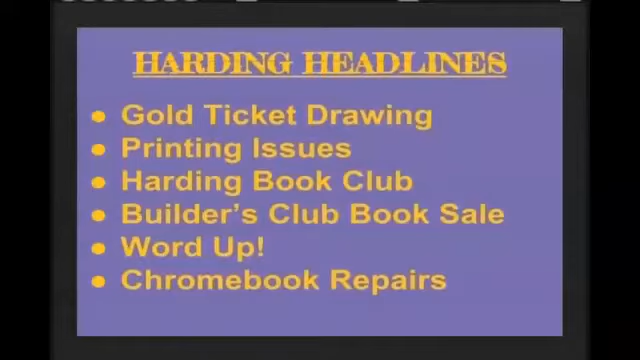 HARDING HEADLINES
● Gold Ticket Drawing
● Printing Issues
● Harding Book Club
● Builder's Club Book Sale
● Word Up!
● Chromebook Repairs